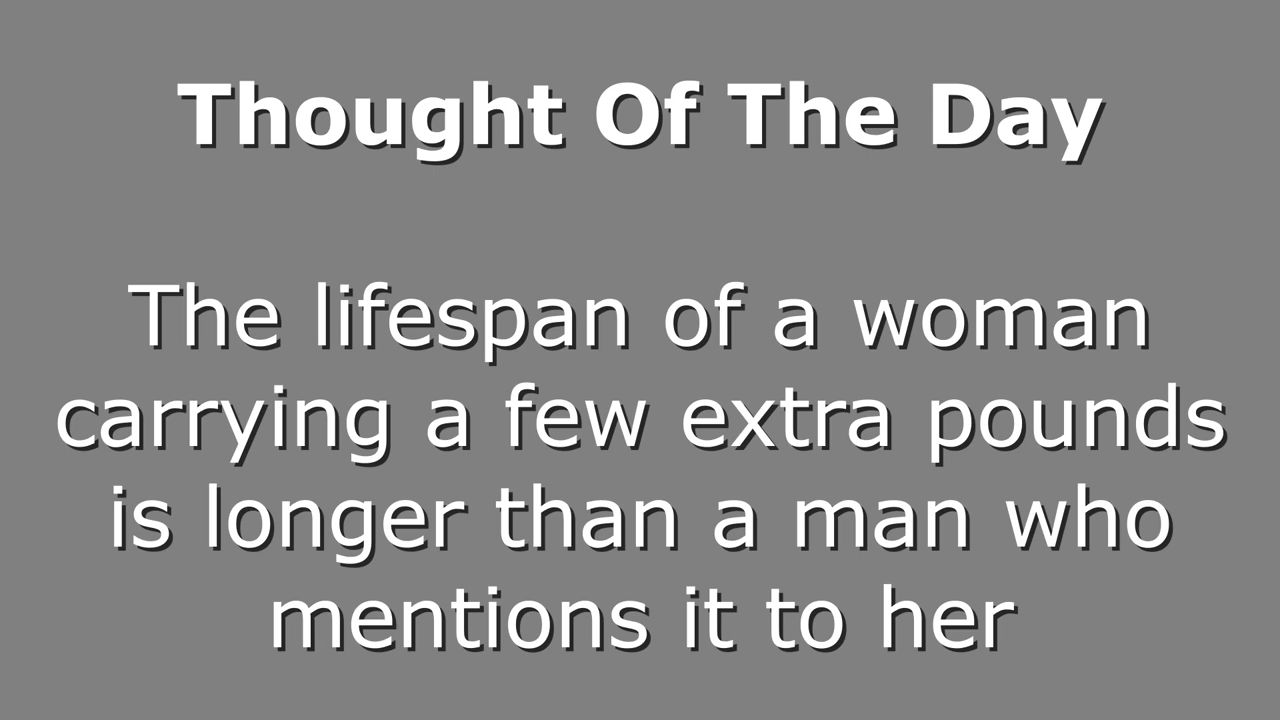 Thought Of The Day
The lifespan of a woman
carrying a few extra pounds
is longer than a man who
mentions it to her